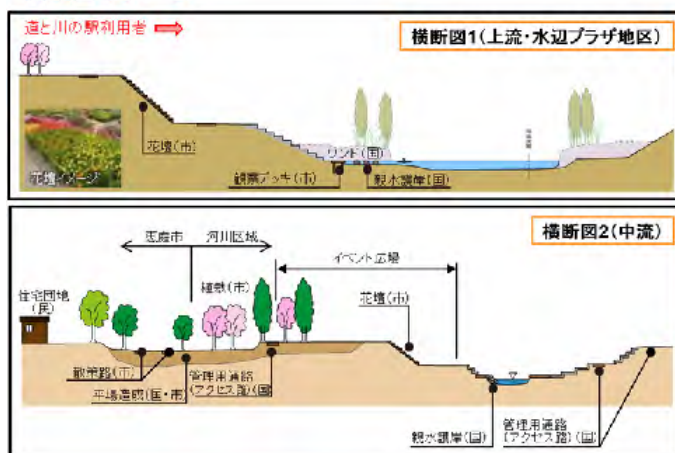 道と川の駅利用者
横断図1(上流・水辺プラザ地区)
花壇イメージ
花壇(市)
ワンド(国)
観察デッキ(市)
親水護岸(国)
横断図2(中流)
恵庭市
河川区域
イベント広場
植栽(市)
花壇(市)
住宅団地
(民)
散策路(市)
管理用通路
(アクセス路)(国)
平場造成(国・市)
管理用通路
(アクセス路)(国)
親水護岸(国)